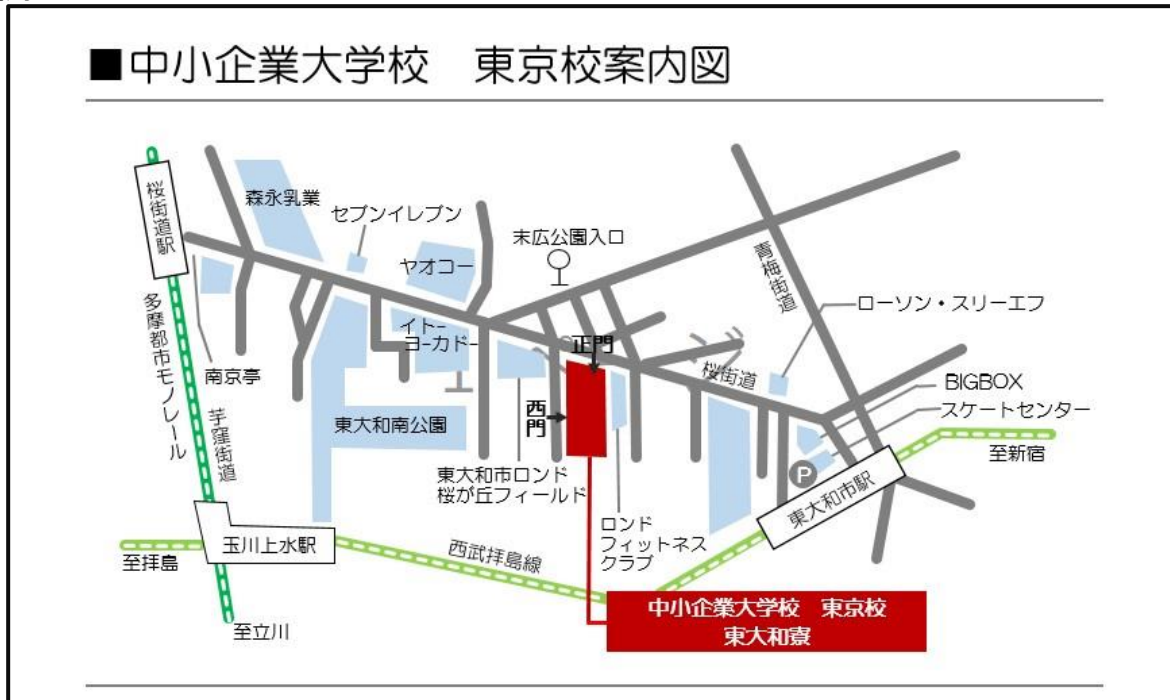 ■中小企業大学校　東京校案内図
桜街道駅
森永乳業
セブンイレブン
ヤオコー
末広公園入口
青梅街道
ローソン・スリーエフ
多摩都市モノレール
南京亭
イトー
ヨーカドー
正門
桜街道
BIGBOX
スケートセンター
芋窪街道
東大和南公園
西門
P
至新宿
東大和市ロンド
桜が丘フィールド
東大和市駅
ロンド
フィットネス
クラブ
玉川上水駅
至拝島
西武拝島線
至立川
中小企業大学校　東京校
東大和寮